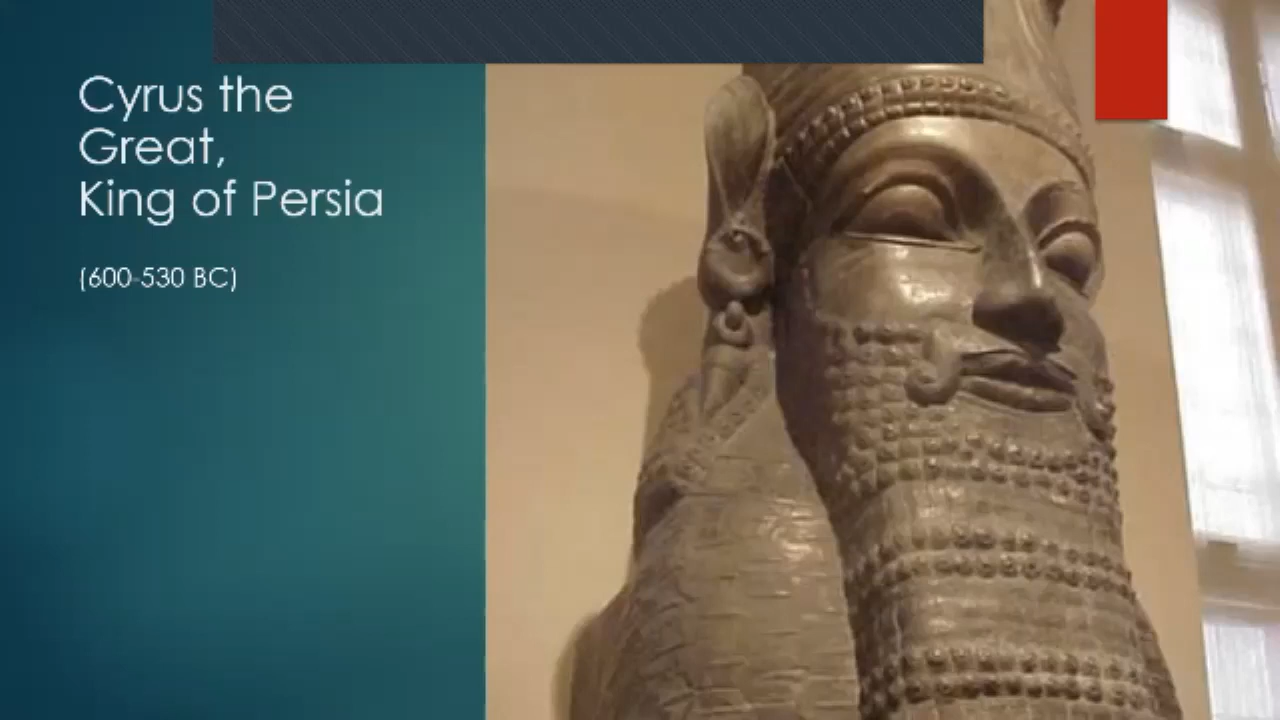 Cyrus the
Great,
King of Persia
(600-530 BC)